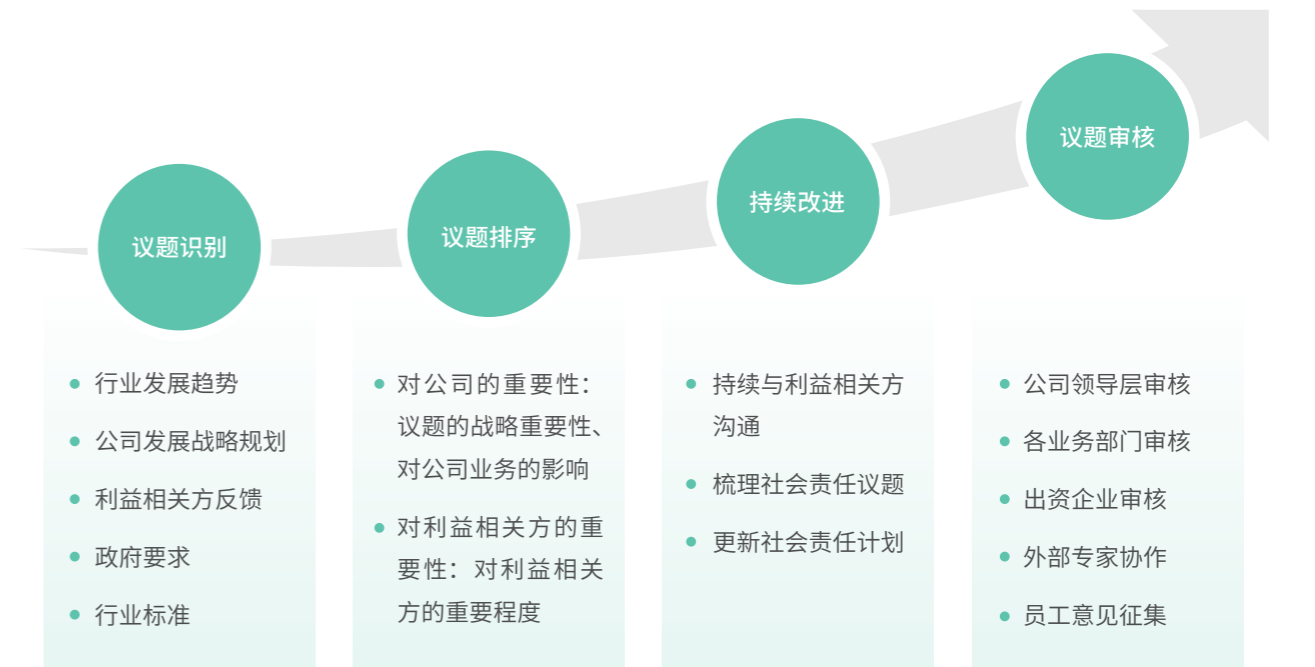 议题识别
行业发展趋势
公司发展战略规划
利益相关方反馈
政府要求
行业标准
议题排序
对公司的重要性：
议题的战略重要性、
对公司业务的影响
对利益相关方的重
要性：对利益相关
方的重要程度
持续改进
持续与利益相关方
沟通
梳理社会责任议题
更新社会责任计划
议题审核
公司领导层审核
各业务部门审核
出资企业审核
外部专家协作
员工意见征集